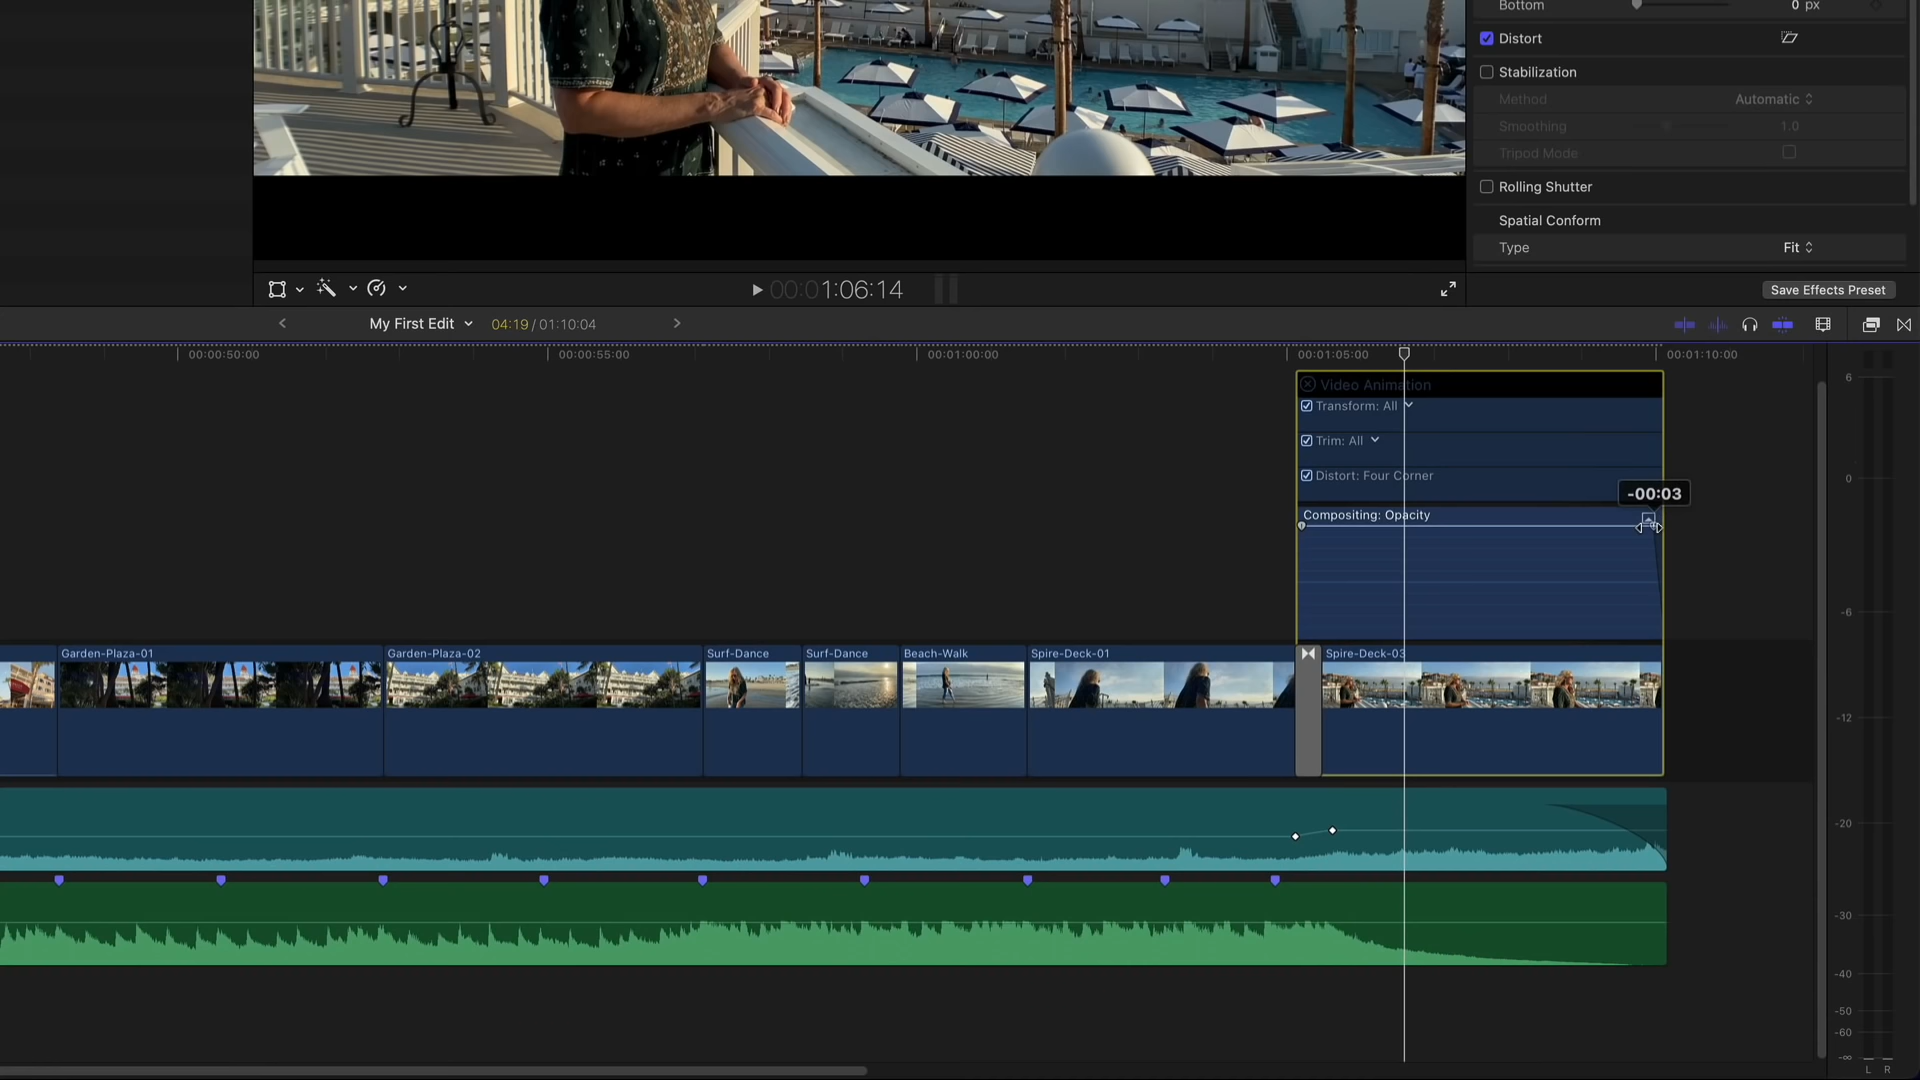 Bottom 0 px
Distort
Stabilization
Method Automatic
Smoothing 1.0
Tripod Mode
Rolling Shutter
Spatial Conform
Type Fit
00:01:06:14
Save Effects Preset
My First Edit 04:19 / 01:10:04
00:00:50:00 00:00:55:00 00:01:00:00 00:01:05:00 00:01:10:00
Video Animation
Transform: All
Trim: All
Distort: Four Corner
-00:03
Compositing: Opacity
Garden-Plaza-01 Garden-Plaza-02 Surf-Dance Surf-Dance Beach-Walk Spire-Deck-01 Spire-Deck-03
6
0
-6
-12
-20
-30
-40
-50
-60
-∞
L R